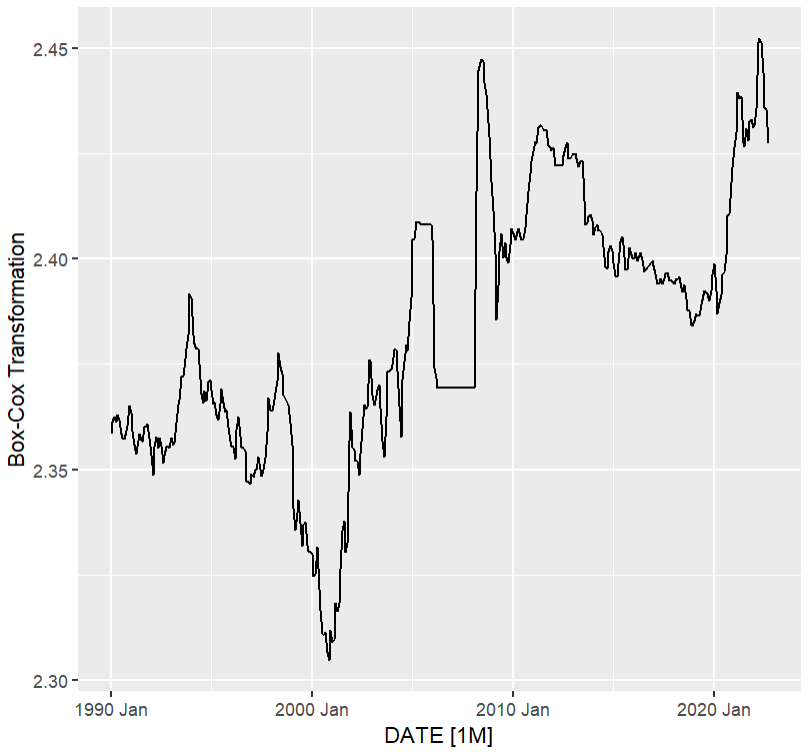 2.45
2.40
2.35
2.30
Box-Cox Transformation
1990 Jan
2000 Jan
2010 Jan
2020 Jan
DATE [1M]